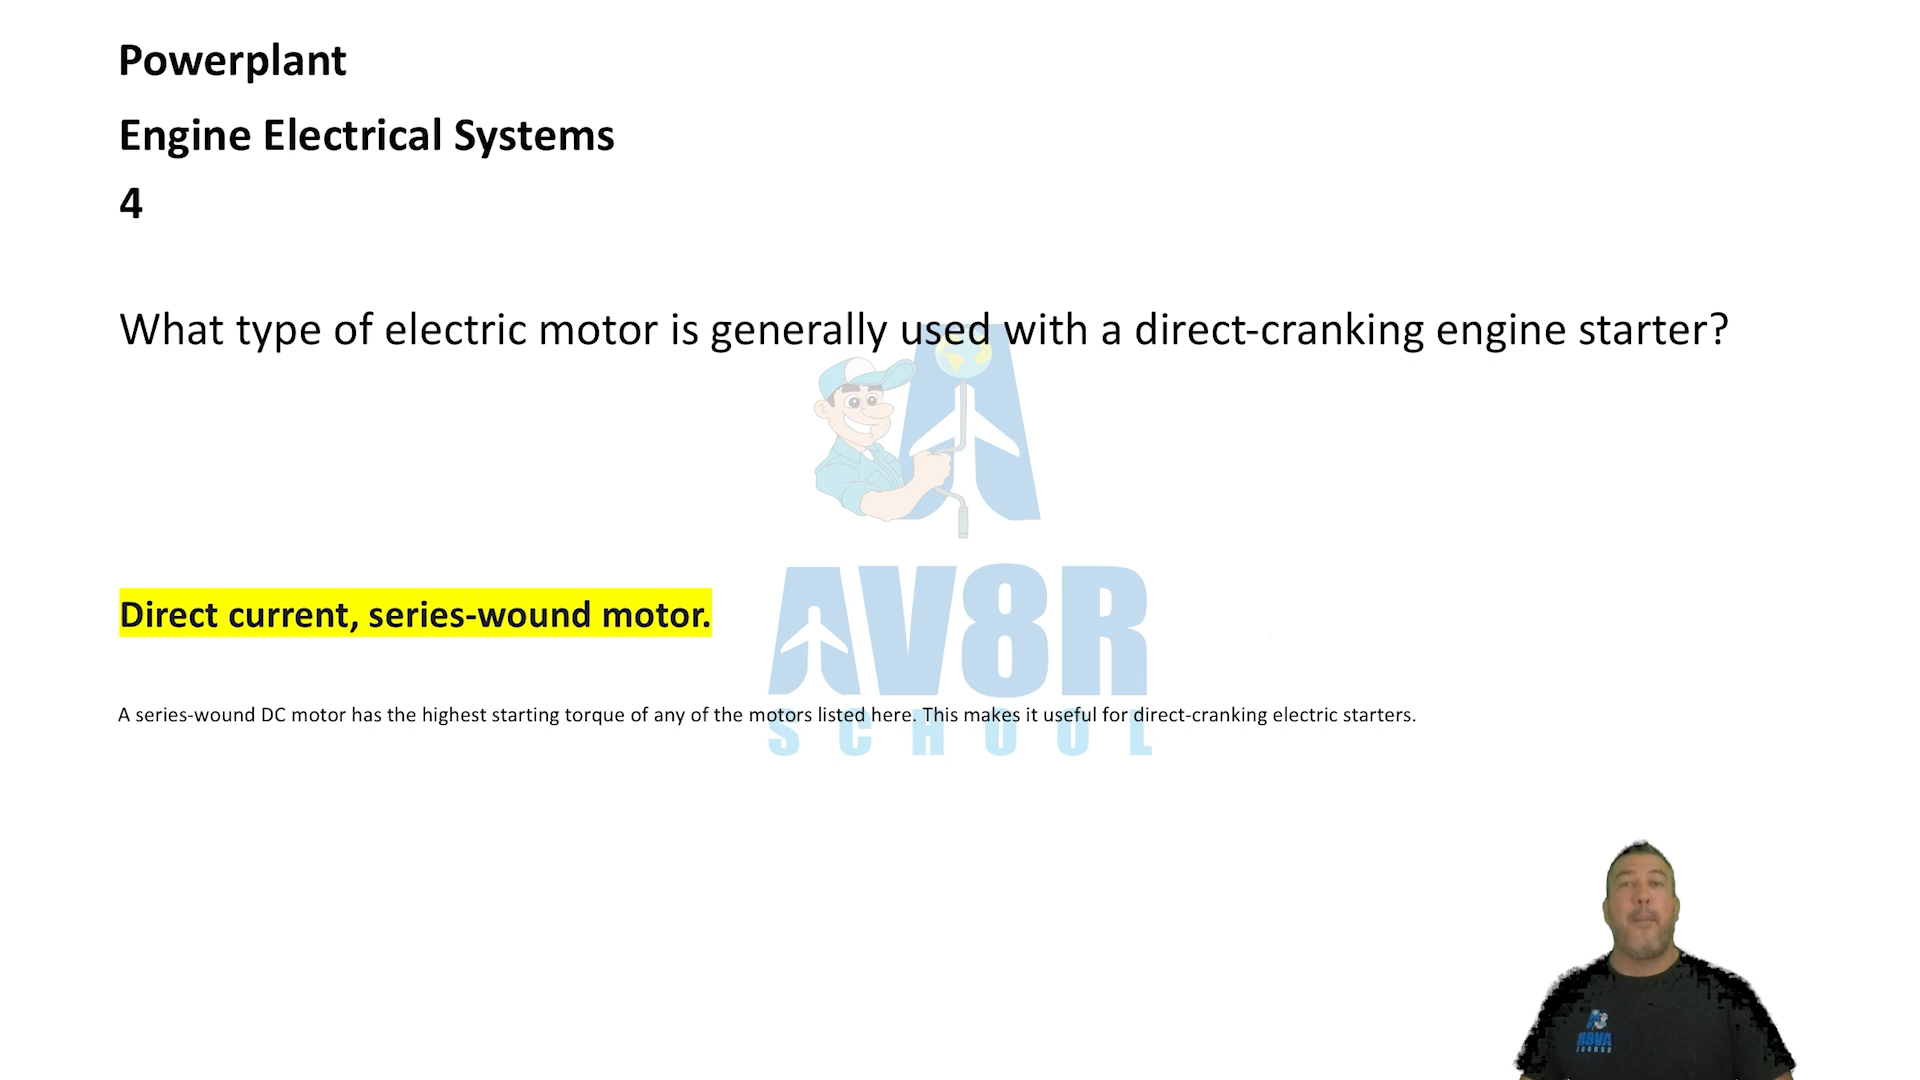 Powerplant
Engine Electrical Systems
4
What type of electric motor is generally used with a direct-cranking engine starter?
Direct current, series-wound motor.
AV8R
A series-wound DC motor has the highest starting torque of any of the motors listed here. This makes it useful for direct-cranking electric starters.
SCHOOL